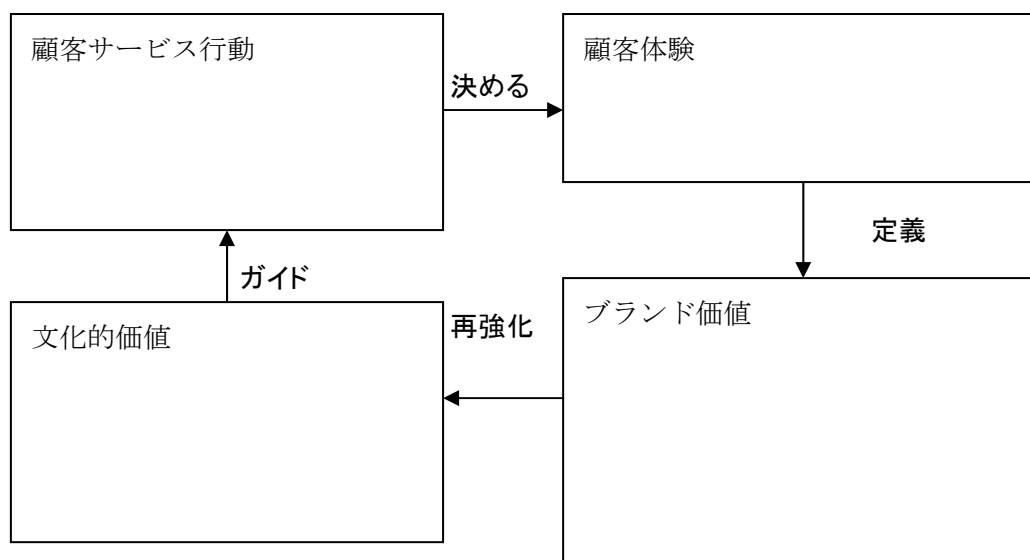 顧客サービス行動
決める
顧客体験
定義
ガイド
文化的価値
再強化
ブランド価値